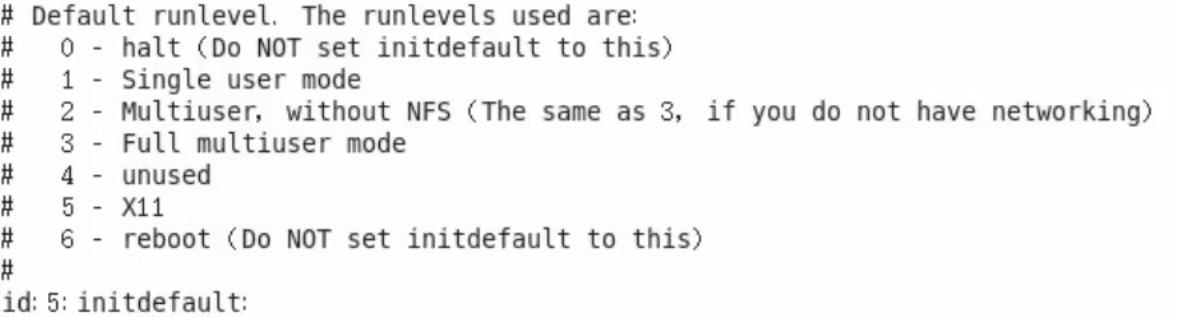 # Default runlevel. The runlevels used are:
#   0 - halt (Do NOT set initdefault to this)
#   1 - Single user mode
#   2 - Multiuser, without NFS (The same as 3, if you do not have networking)
#   3 - Full multiuser mode
#   4 - unused
#   5 - X11
#   6 - reboot (Do NOT set initdefault to this)
#
id:5:initdefault: